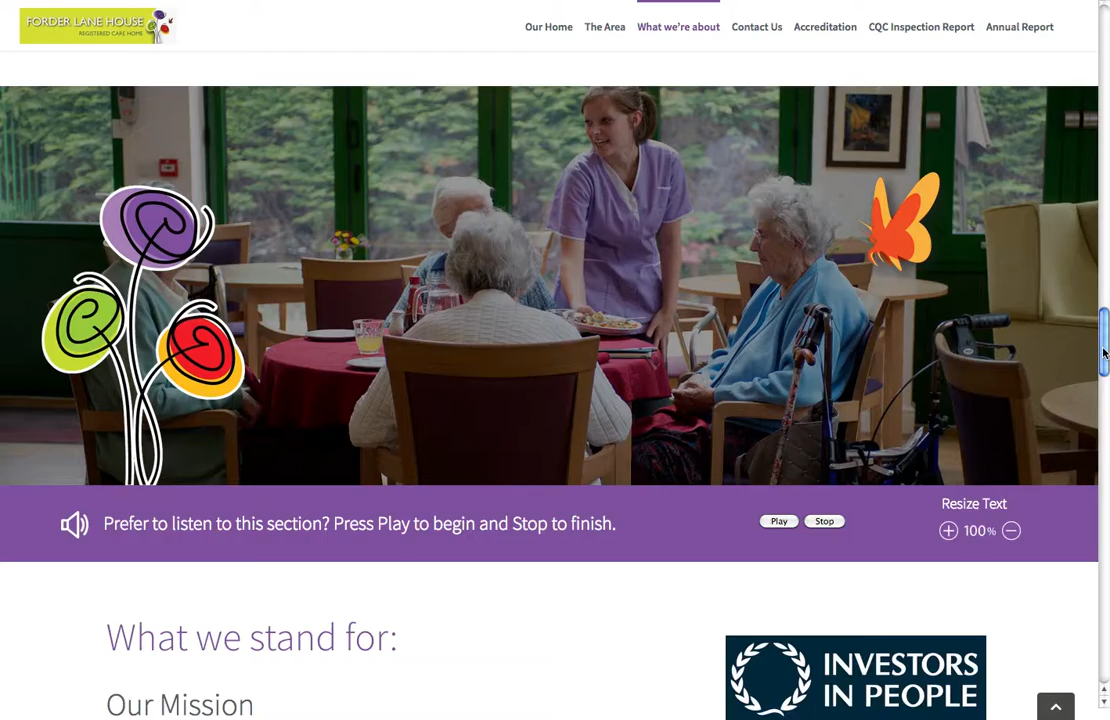 FORDER LANE HOUSE
REGISTERED CARE HOME
Our Home The Area What we're about Contact Us Accreditation CQC Inspection Report Annual Report
Prefer to listen to this section? Press Play to begin and Stop to finish.
Play Stop
Resize Text
100%
What we stand for:
Our Mission
INVESTORS
IN PEOPLE